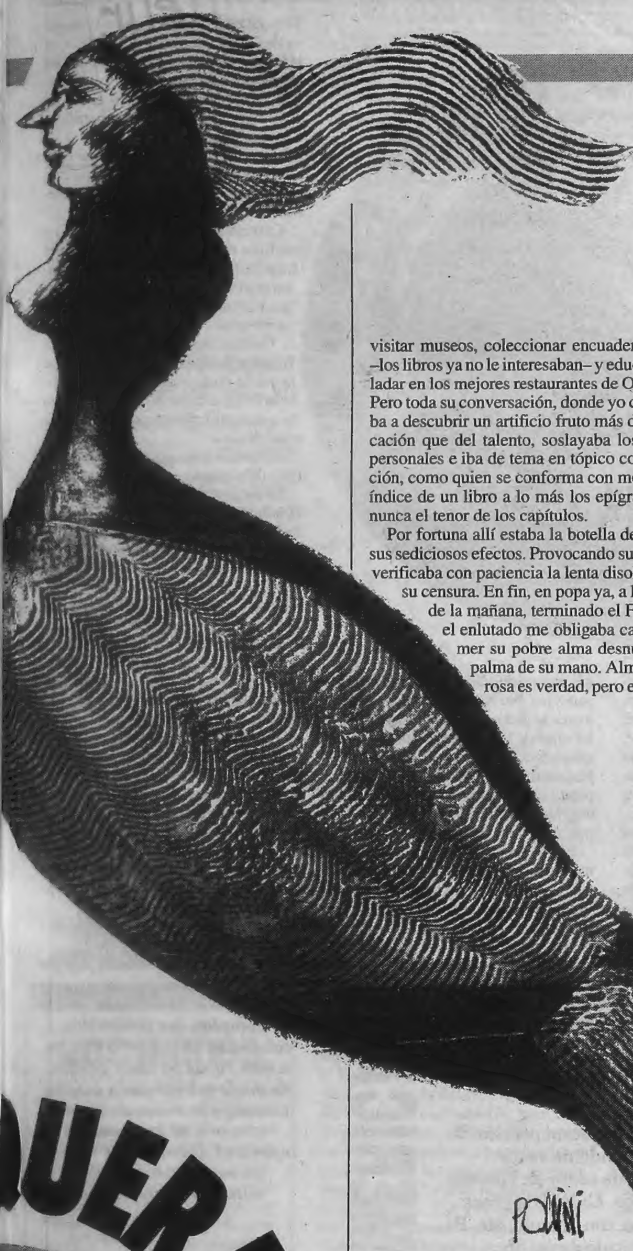 visitar museos, coleccionar encuader
–los libros ya no le interesaban– y edu
ladar en los mejores restaurantes de Q
Pero toda su conversación, donde yo c
ba a descubrir un artificio fruto más d
cación que del talento, soslayaba los
personales e iba de tema en tópico co
ción, como quien se conforma con me
índice de un libro a lo más los epígr
nunca el tenor de los capítulos.
Por fortuna allí estaba la botella de
sus sediciosos efectos. Provocando su
verificaba con paciencia la lenta diso
su censura. En fin, en popa ya, a l
de la mañana, terminado el F
el enlutado me obligaba ca
mer su pobre alma desnu
palma de su mano. Alm
rosa es verdad, pero e
QUER